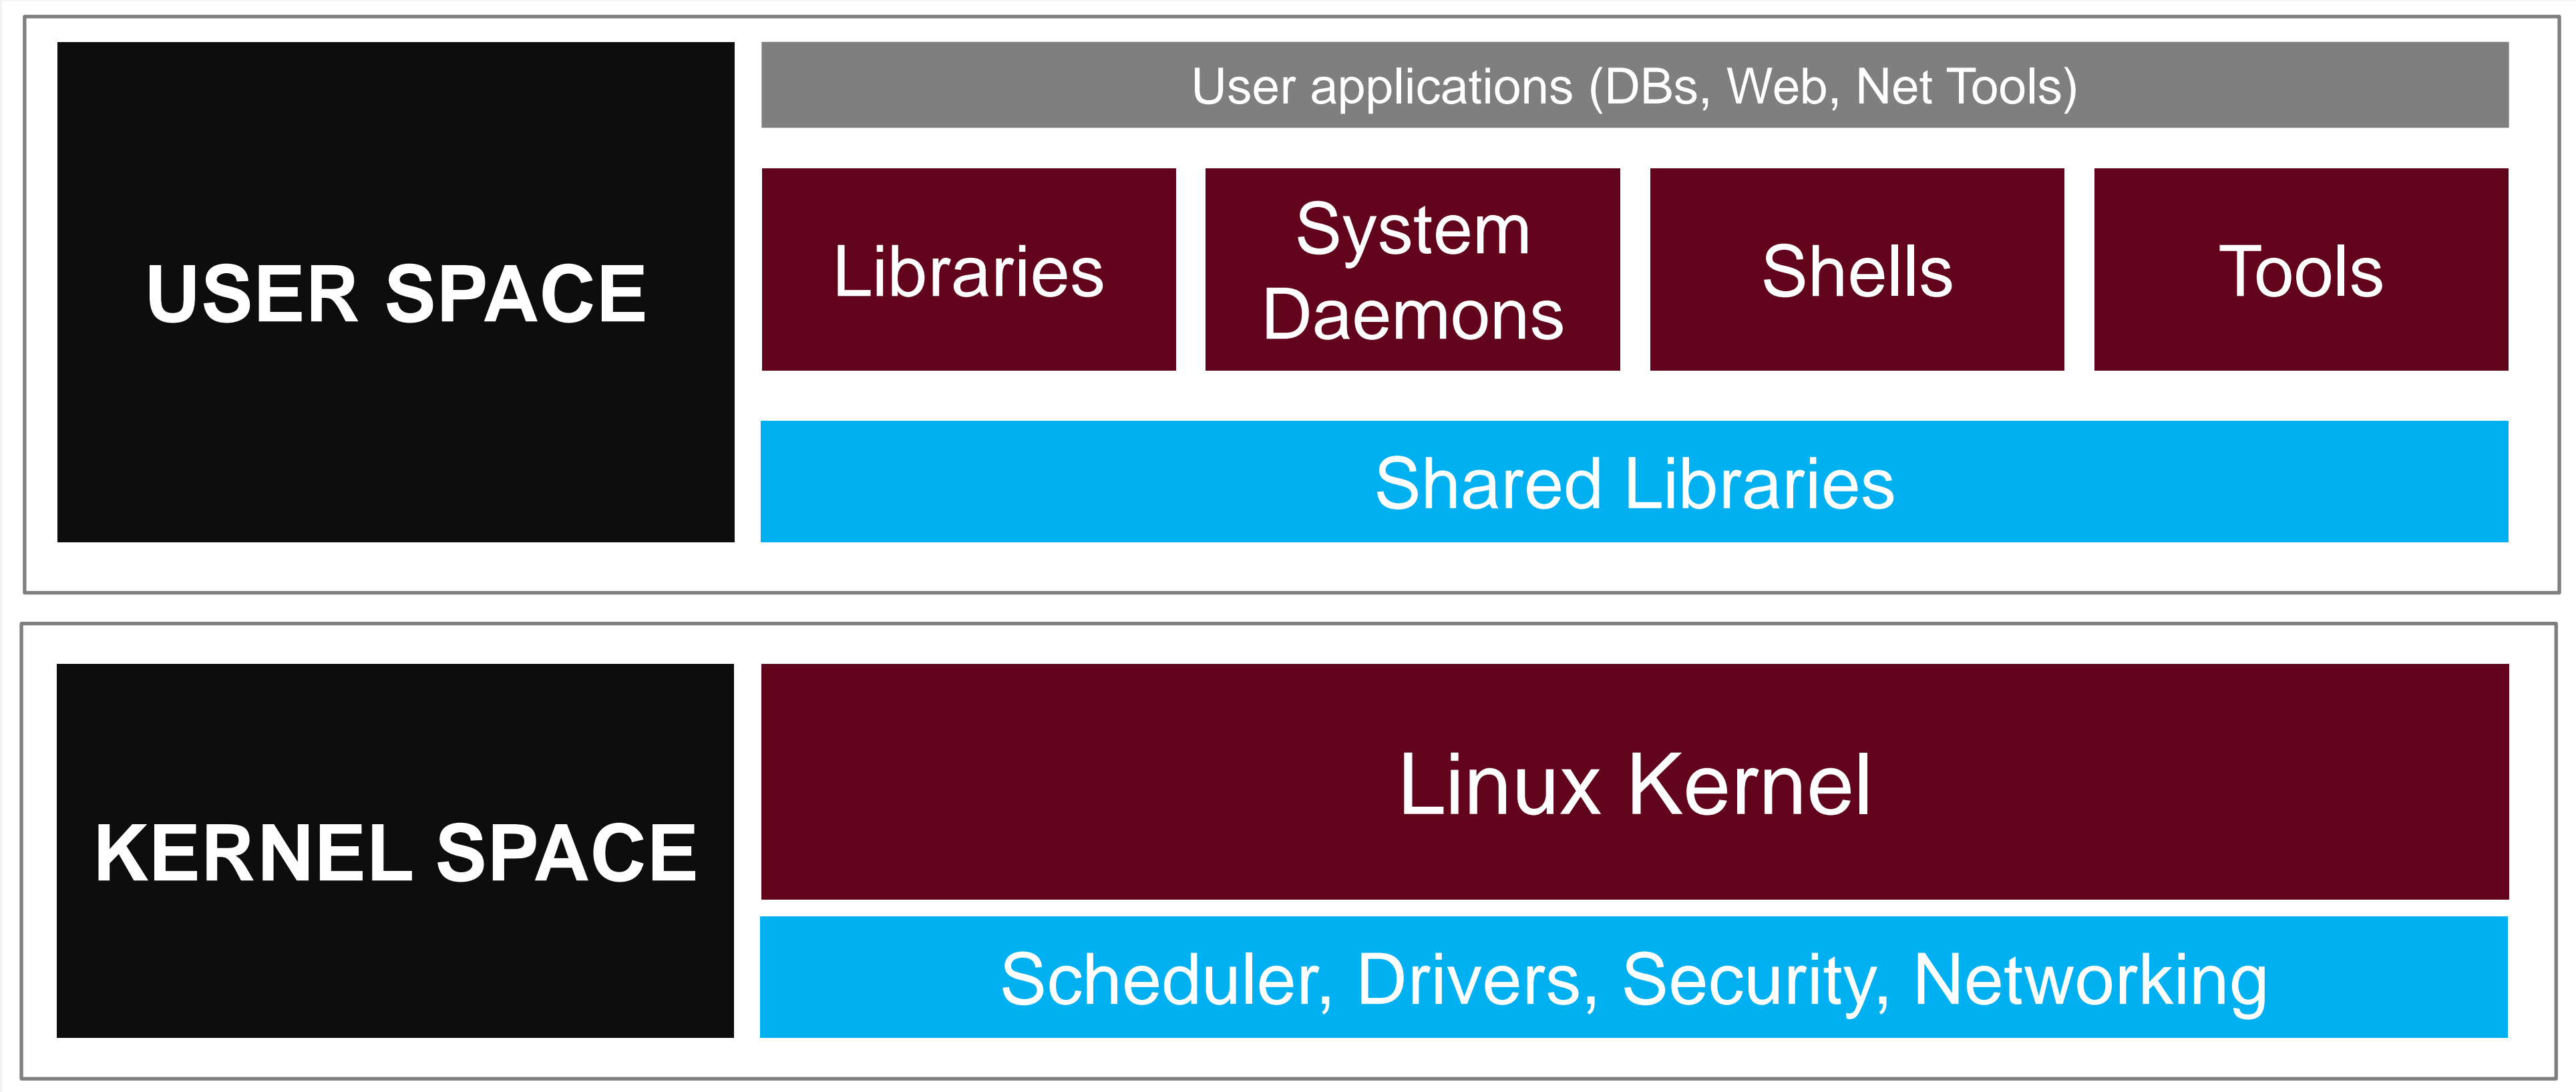 USER SPACE
User applications (DBs, Web, Net Tools)
Libraries
System
Daemons
Shells
Tools
Shared Libraries
KERNEL SPACE
Linux Kernel
Scheduler, Drivers, Security, Networking